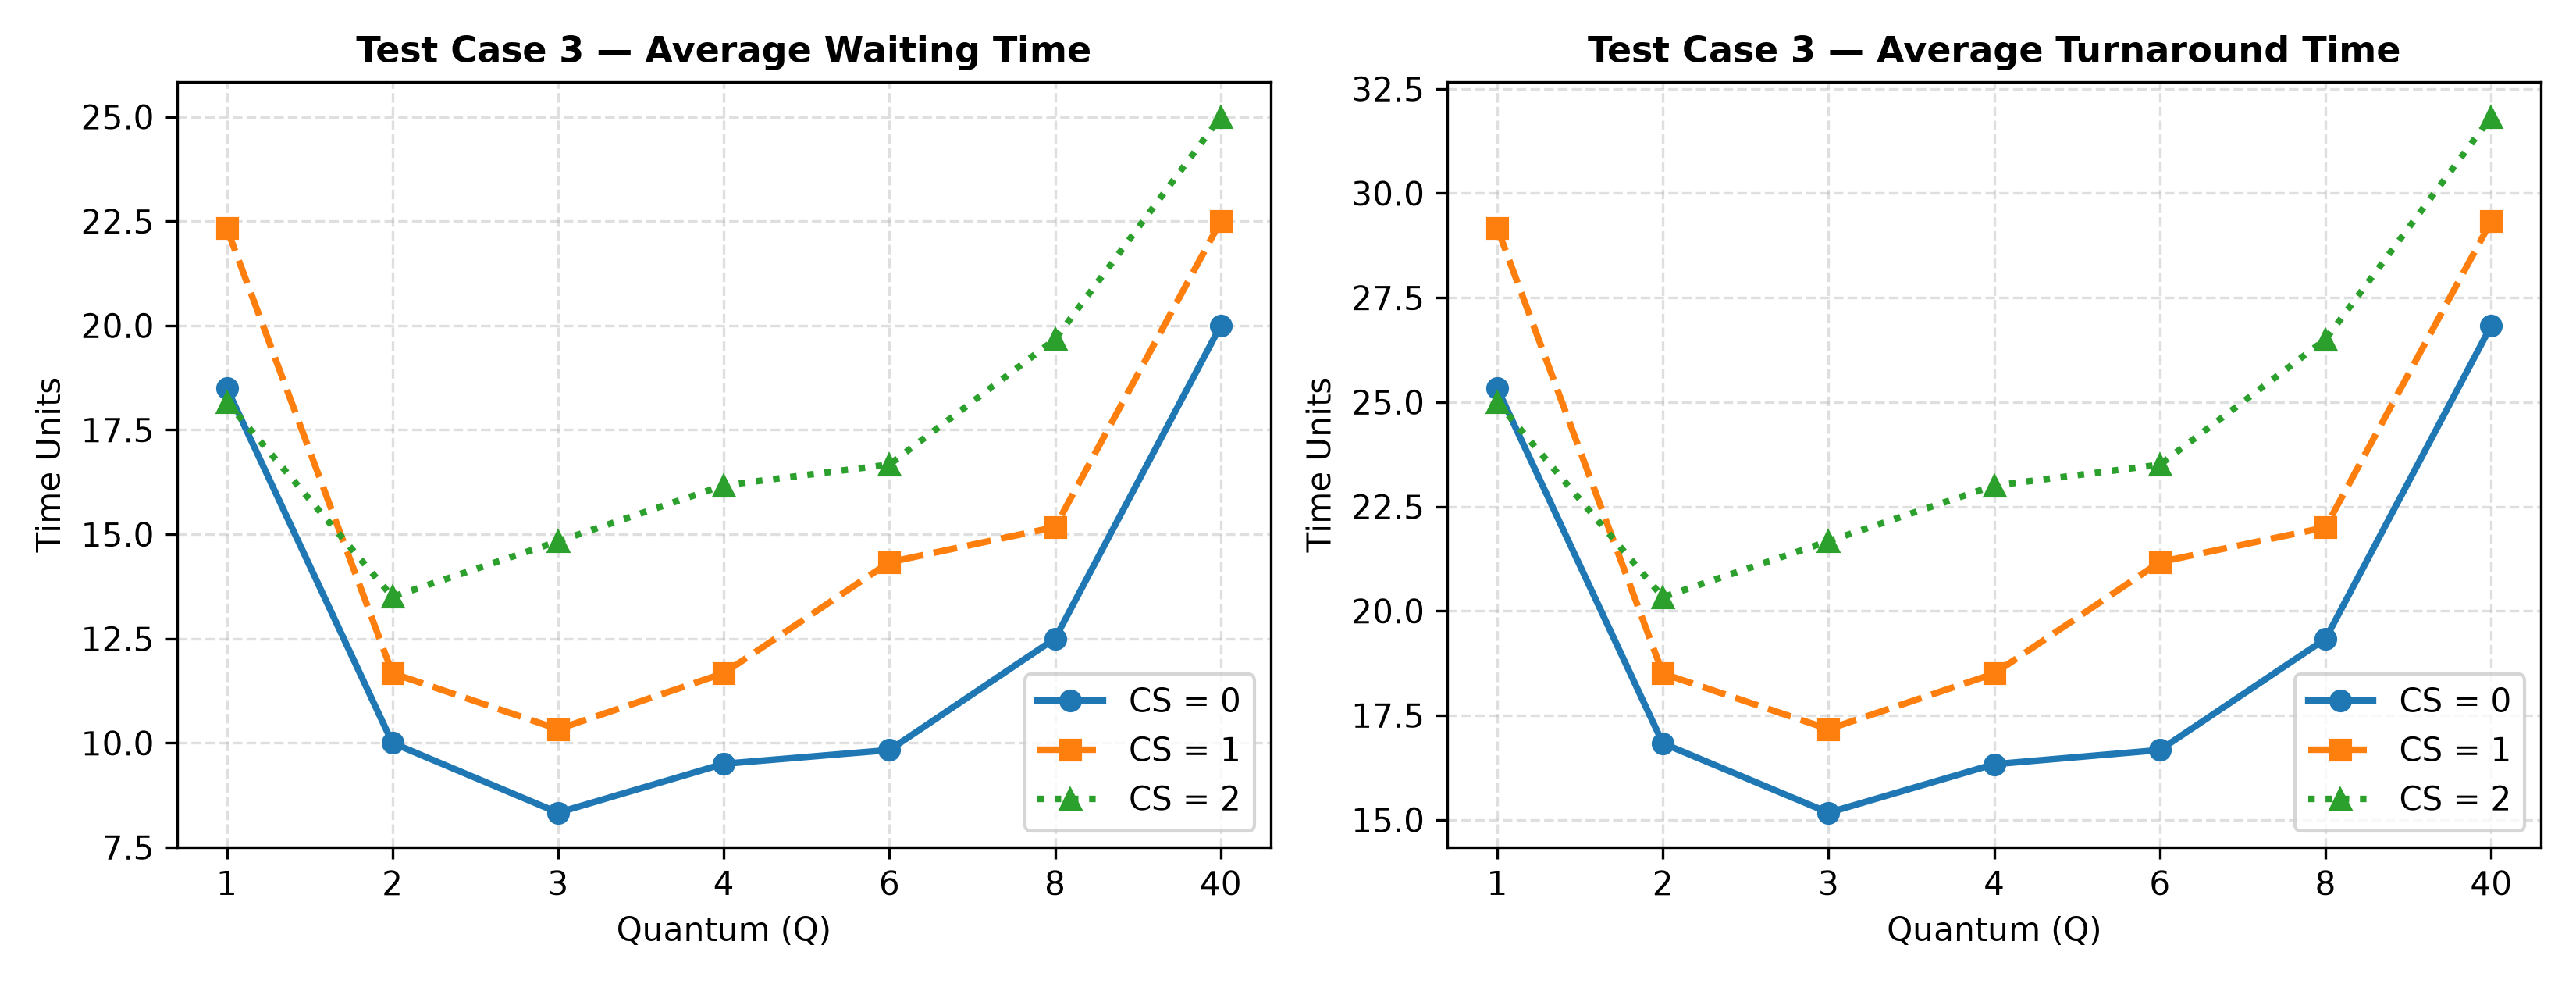 Test Case 3 — Average Waiting Time
25.0
22.5
20.0
17.5
15.0
12.5
10.0
7.5
Time Units
1 2 3 4 6 8 40
Quantum (Q)
CS = 0
CS = 1
CS = 2
Test Case 3 — Average Turnaround Time
32.5
30.0
27.5
25.0
22.5
20.0
17.5
15.0
Time Units
1 2 3 4 6 8 40
Quantum (Q)
CS = 0
CS = 1
CS = 2